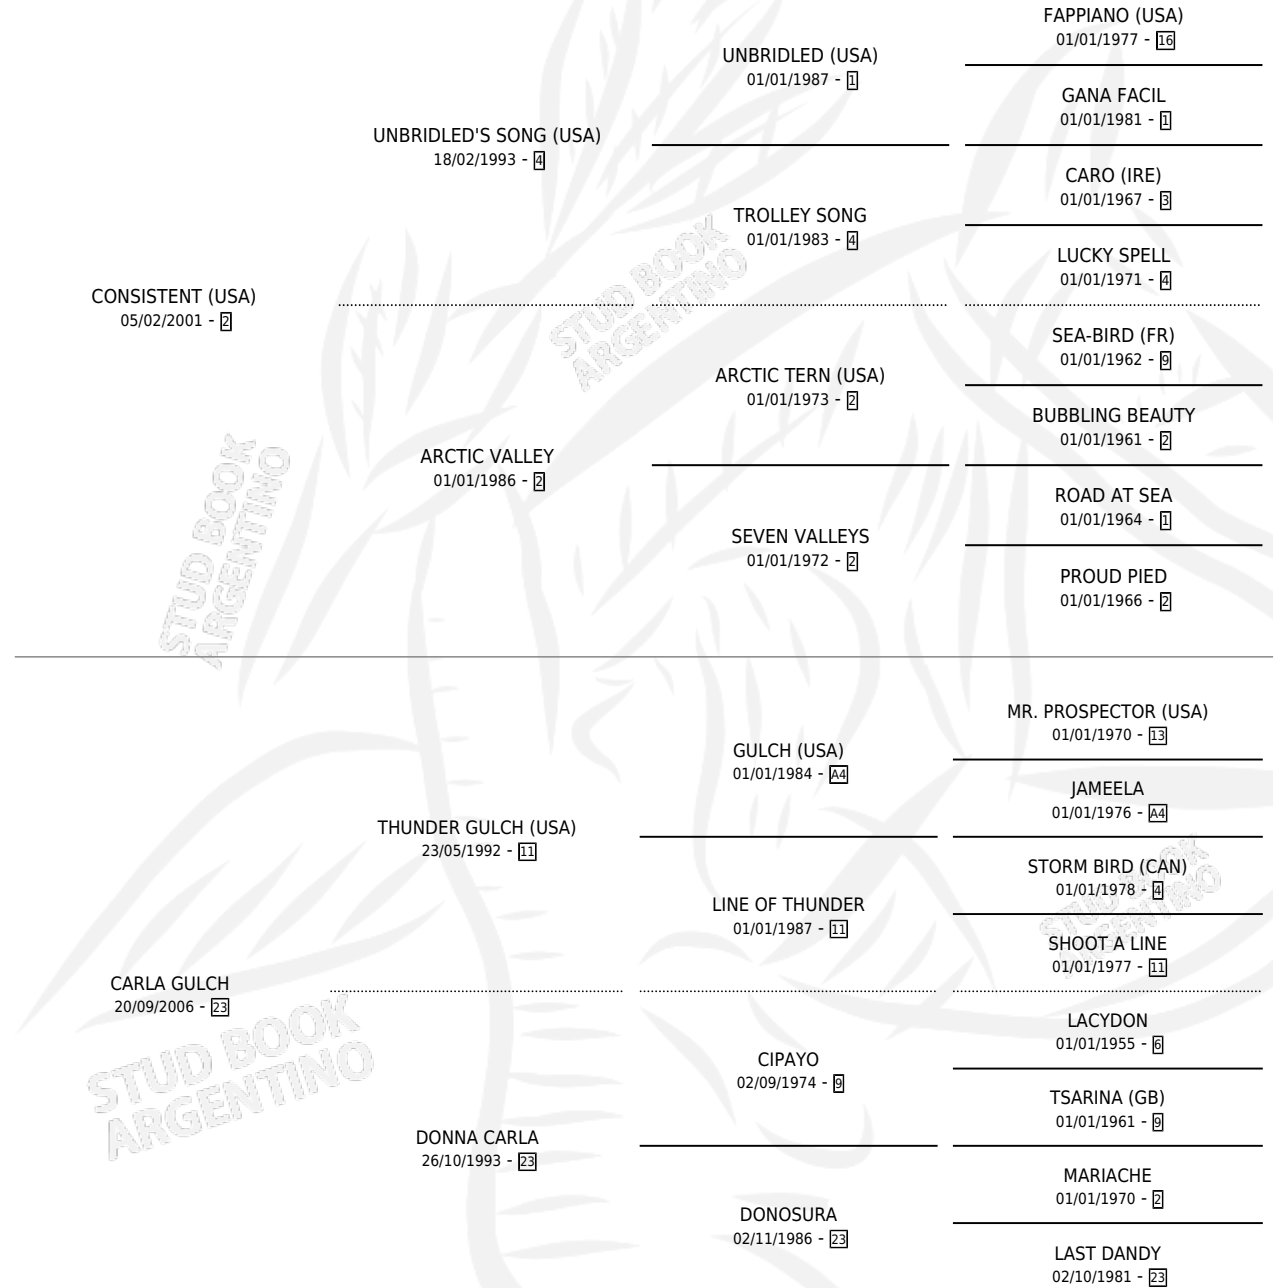 FAPPIANO (USA)
01/01/1977 - 16
UNBRIDLED (USA)
01/01/1987 - 1
GANA FACIL
01/01/1981 - 1
UNBRIDLED'S SONG (USA)
18/02/1993 - 4
CARO (IRE)
01/01/1967 - 3
TROLLEY SONG
01/01/1983 - 4
LUCKY SPELL
01/01/1971 - 4
CONSISTENT (USA)
05/02/2001 - 2
SEA-BIRD (FR)
01/01/1962 - 9
ARCTIC TERN (USA)
01/01/1973 - 2
BUBBLING BEAUTY
01/01/1961 - 2
ARCTIC VALLEY
01/01/1986 - 2
ROAD AT SEA
01/01/1964 - 1
SEVEN VALLEYS
01/01/1972 - 2
PROUD PIED
01/01/1966 - 2
MR. PROSPECTOR (USA)
01/01/1970 - 13
GULCH (USA)
01/01/1984 - A4
JAMEELA
01/01/1976 - A4
THUNDER GULCH (USA)
23/05/1992 - 11
STORM BIRD (CAN)
01/01/1978 - 4
LINE OF THUNDER
01/01/1987 - 11
SHOOT A LINE
01/01/1977 - 11
CARLA GULCH
20/09/2006 - 23
LACYDON
01/01/1955 - 6
CIPAYO
02/09/1974 - 9
TSARINA (GB)
01/01/1961 - 9
DONNA CARLA
26/10/1993 - 23
MARIACHE
01/01/1970 - 2
DONOSURA
02/11/1986 - 23
LAST DANDY
02/10/1981 - 23
STUD BOOK
ARGENTINO
STUD BOOK
ARGENTINO
STUD BOOK
ARGENTINO
STUD BOOK
ARGENTINO